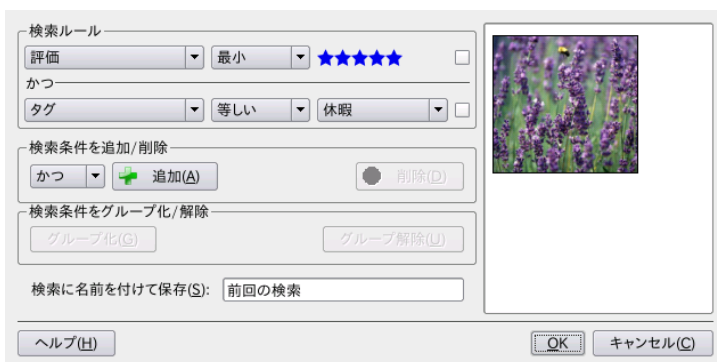 検索ルール
評価 最小 ★★★★★
かつ
タグ 等しい 休暇
検索条件を追加/削除
かつ 追加(A) 削除(D)
検索条件をグループ化/解除
グループ化(G) グループ解除(U)
検索に名前を付けて保存(S): 前回の検索
ヘルプ(H) OK キャンセル(C)